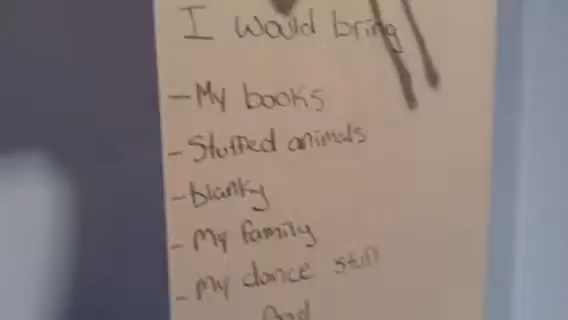 I would bring
- My books
- Stuffed animals
- blanky
- My family
- My dance stuff